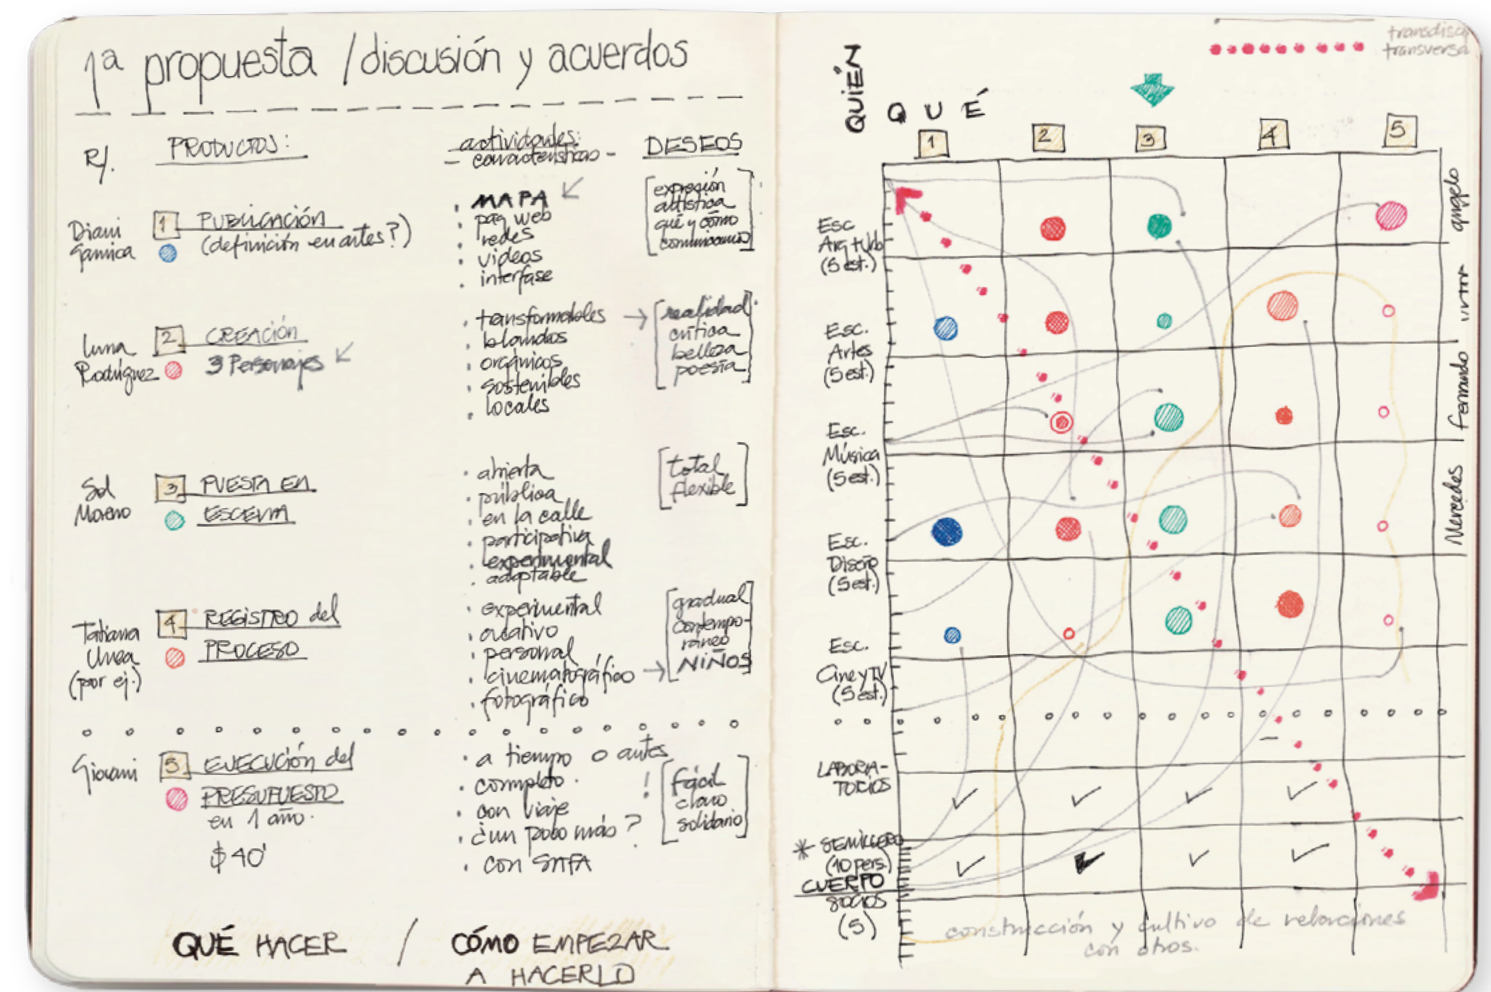 1ª propuesta / discusión y acuerdos
R/.
PRODUCTOS:
actividades:
- características -
DESEOS
Diani
1 PUBLICACIÓN
(definición en artes?)
• MAPA
• pag web
• redes
• videos
• interfase
expresión
artística
qué y cómo
comunicamos
Luna
Rodríguez
2 CREACIÓN
3 Personajes
• transformables
• blandos
• orgánicos
• sostenibles
• locales
realidad
crítica
belleza
poesía
Sol
Moreno
3 PUESTA EN
ESCENA
• abierta
• pública
• en la calle
• participativa
• experimental
• adaptable
total
flexible
Tatiana
Urrea
(por ej:)
4 REGISTRO del
PROCESO
• experimental
• creativo
• personal
• cinematográfico
• fotográfico
gradual
contempo-
ráneo
NIÑOS
Giovani
5 EJECUCIÓN del
PRESUPUESTO
en 1 año.
$ 40'
• a tiempo o antes
• completo.
• con viaje
• ¿un poco más?
• con
!
fácil
claro
solidario
QUÉ HACER / CÓMO EMPEZAR
A HACERLO
transdisc
transversa
QUIÉN
QUÉ
1 2 3 4 5
Esc
Arq+Urb
(5 est.)
Esc.
Artes
(5 est.)
Esc.
Música
(5 est.)
Esc.
Diseño
(5 est.)
Esc.
Cine y TV
(5 est.)
LABORA-
TORIOS
* SEMILLERO
(10 pers.)
CUERPO
SOCIOS
(5)
angelo
Fernando
Mercedes
construcción y cultivo de relaciones
con otros.